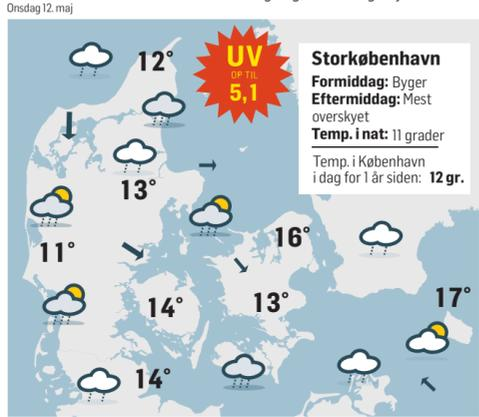 Onsdag 12. maj
12°
UV
OP TIL
5,1
Storkøbenhavn
Formiddag: Byger
Eftermiddag: Mest
overskyet
Temp. i nat: 11 grader
Temp. i København
i dag for 1 år siden: 12 gr.
13°
16°
11°
17°
14°
13°
14°